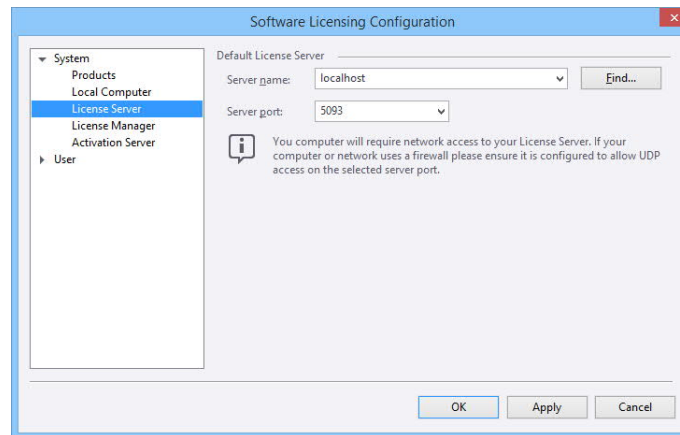 Software Licensing Configuration
System
Products
Local Computer
License Server
License Manager
Activation Server
User
Default License Server
Server name:
localhost
Find...
Server port:
5093
You computer will require network access to your License Server. If your
computer or network uses a firewall please ensure it is configured to allow UDP
access on the selected server port.
OK
Apply
Cancel